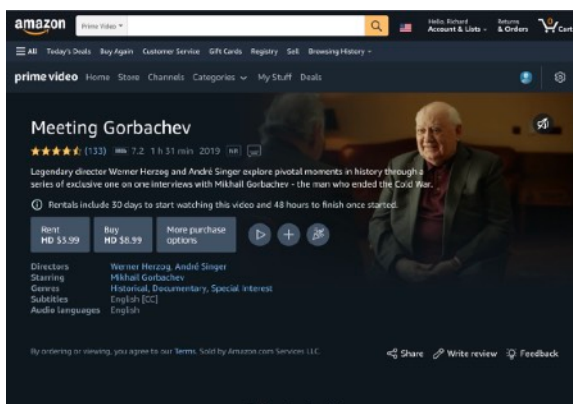 amazon Prime Video Hello, Richard Returns 0
Account & Lists & Orders Cart
All Today's Deals Buy Again Customer Service Gift Cards Registry Sell Browsing History
prime video Home Store Channels Categories My Stuff Deals
Meeting Gorbachev
(133) 7.2 1 h 31 min 2019 NR
Legendary director Werner Herzog and André Singer explore pivotal moments in history through a
series of exclusive one on one interviews with Mikhail Gorbachev - the man who ended the Cold War.
Rentals include 30 days to start watching this video and 48 hours to finish once started.
Rent Buy More purchase
HD $3.99 HD $8.99 options
Directors Werner Herzog, André Singer
Starring Mikhail Gorbachev
Genres Historical, Documentary, Special Interest
Subtitles English [CC]
Audio languages English
By ordering or viewing, you agree to our Terms. Sold by Amazon.com Services LLC. Share Write review Feedback